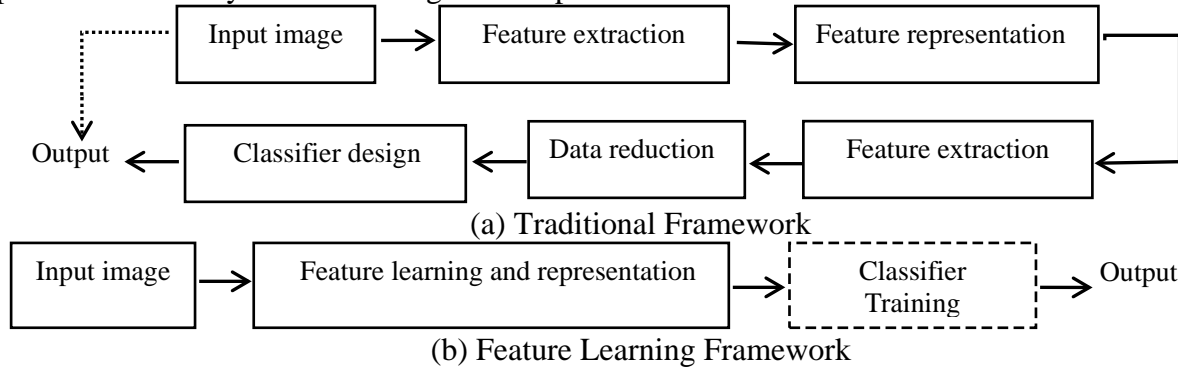 Input image
Feature extraction
Feature representation
Output
Classifier design
Data reduction
Feature extraction
(a) Traditional Framework
Input image
Feature learning and representation
Classifier
Training
Output
(b) Feature Learning Framework